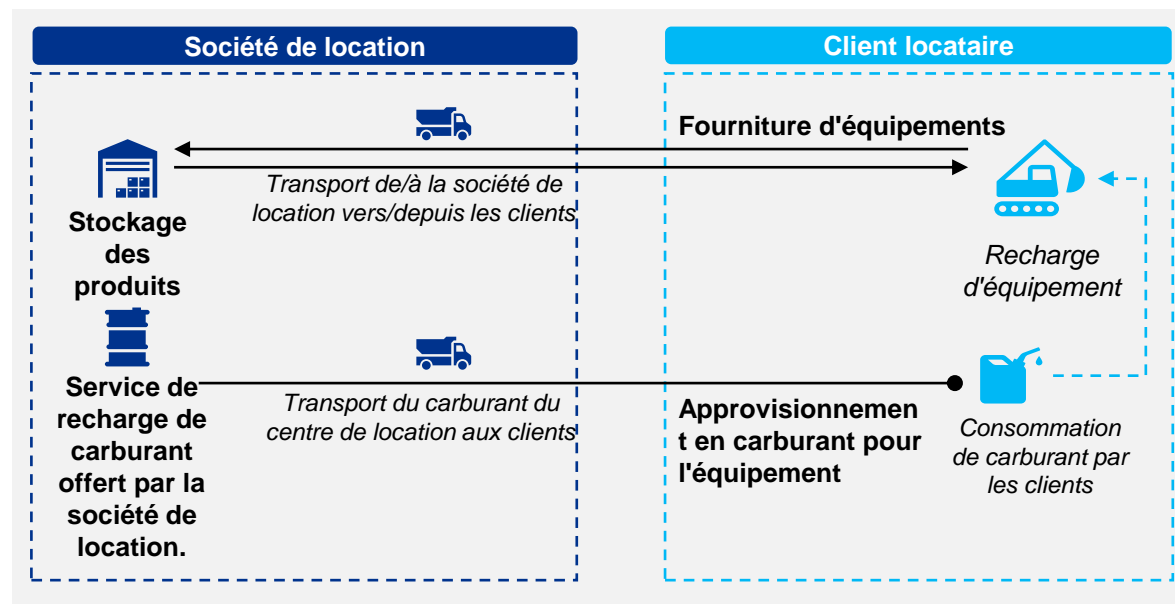 Société de location
Client locataire
Fourniture d'équipements
Transport de/à la société de
location vers/depuis les clients
Stockage
des
produits
Recharge
d'équipement
Service de
recharge de
carburant
offert par la
société de
location.
Transport du carburant du
centre de location aux clients
Approvisionnemen
t en carburant pour
l'équipement
Consommation
de carburant par
les clients